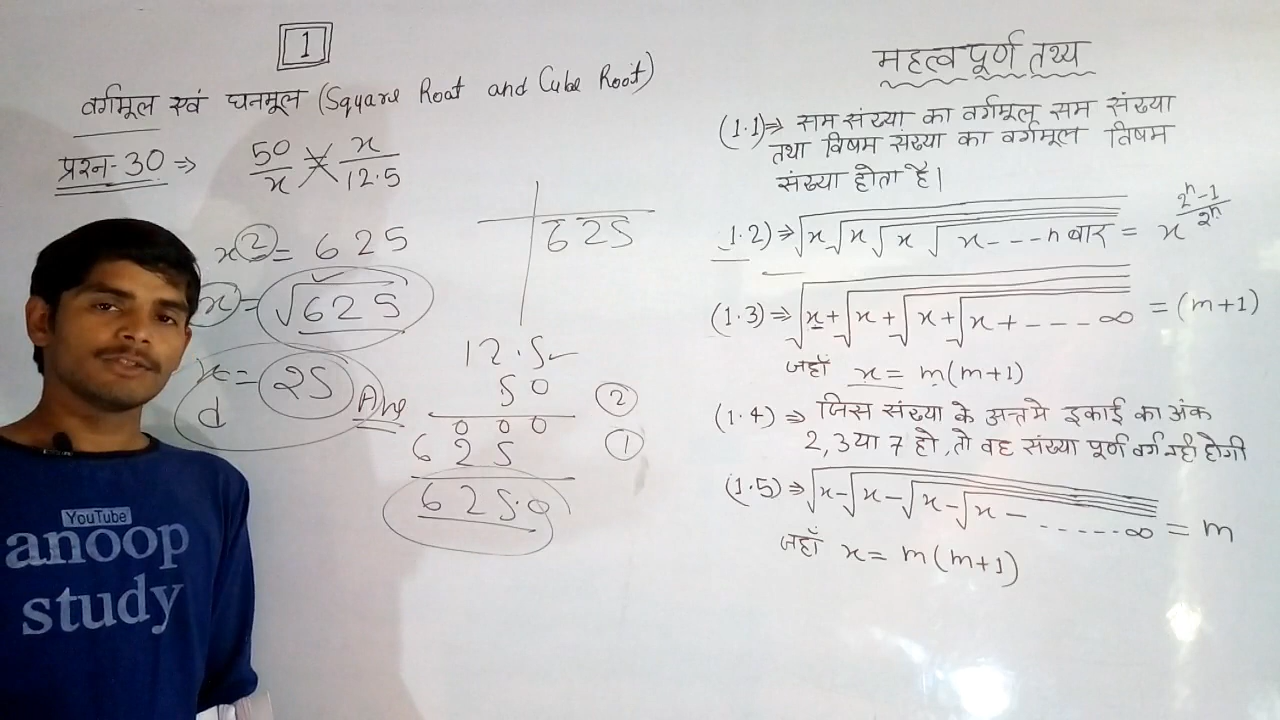 1
वर्गमूल एवं घनमूल (Square Root and Cube Root)
प्रश्न-30 ⇒ 50/x × x/12.5
x² = 625
x = √625
x = 25 Ans
d
625
12.5
50
000
625
625.0
2
1
महत्वपूर्ण तथ्य
(1.1)⇒ सम संख्या का वर्गमूल सम संख्या
तथा विषम संख्या का वर्गमूल विषम
संख्या होता है।
1.2)⇒ √x√x√x√x---n बार = x^(2ⁿ-1/2ⁿ)
(1.3)⇒ √x+√x+√x+√x+---∞ = (m+1)
जहाँ x = m(m+1)
(1.4)⇒ जिस संख्या के अन्त मे इकाई का अंक
2,3 या 7 हो, तो वह संख्या पूर्ण वर्ग नही होगी
(1.5)⇒ √x-√x-√x-√x-------∞ = m
जहाँ x = m(m+1)
YouTube
anoop
study